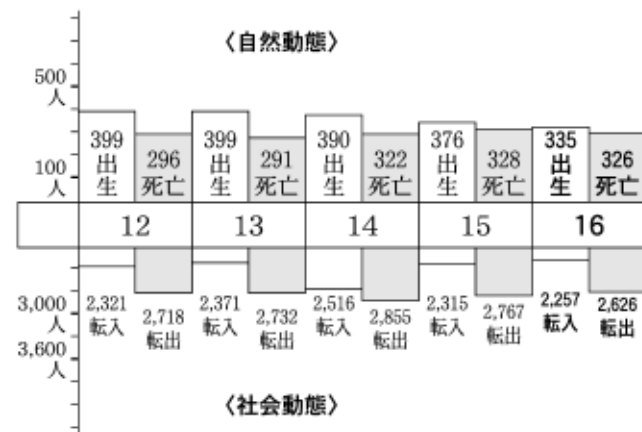 〈自然動態〉
500
人
399
出生
296
死亡
399
出生
291
死亡
390
出生
322
死亡
376
出生
328
死亡
335
出生
326
死亡
100
人
12 13 14 15 16
3,000
人
2,321
転入
2,718
転出
2,371
転入
2,732
転出
2,516
転入
2,855
転出
2,315
転入
2,767
転出
2,257
転入
2,626
転出
3,600
人
〈社会動態〉